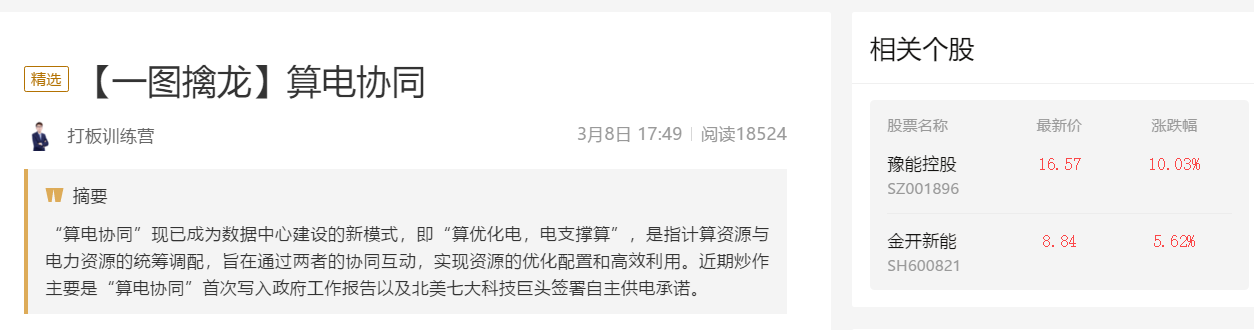 精选 【一图擒龙】算电协同
打板训练营 3月8日 17:49 | 阅读18524
摘要
“算电协同”现已成为数据中心建设的新模式，即“算优化电，电支撑算”，是指计算资源与
电力资源的统筹调配，旨在通过两者的协同互动，实现资源的优化配置和高效利用。近期炒作
主要是“算电协同”首次写入政府工作报告以及北美七大科技巨头签署自主供电承诺。
相关个股
股票名称 最新价 涨跌幅
豫能控股 16.57 10.03%
SZ001896
金开新能 8.84 5.62%
SH600821